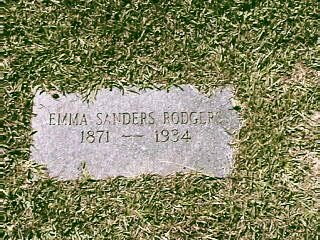 EMMA SANDERS RODGERS
1871 — 1934